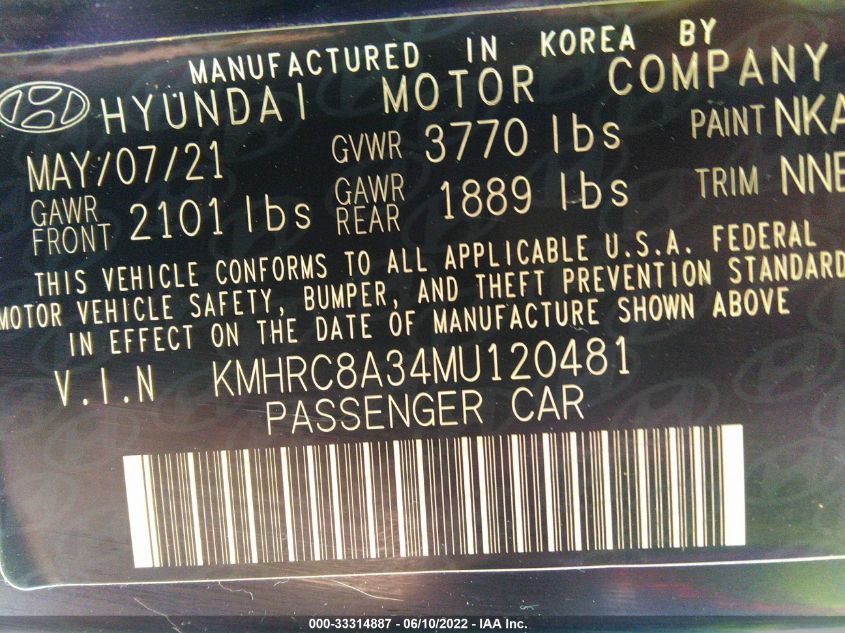 MANUFACTURED IN KOREA BY
HYUNDAI MOTOR COMPANY
MAY/07/21 GVWR 3770 lbs PAINT NKA
GAWR FRONT 2101 lbs GAWR REAR 1889 lbs TRIM NNB
THIS VEHICLE CONFORMS TO ALL APPLICABLE U.S.A. FEDERAL
MOTOR VEHICLE SAFETY, BUMPER, AND THEFT PREVENTION STANDARD
IN EFFECT ON THE DATE OF MANUFACTURE SHOWN ABOVE
V.I.N KMHRC8A34MU120481
PASSENGER CAR
000-33314887 - 06/10/2022 - IAA Inc.